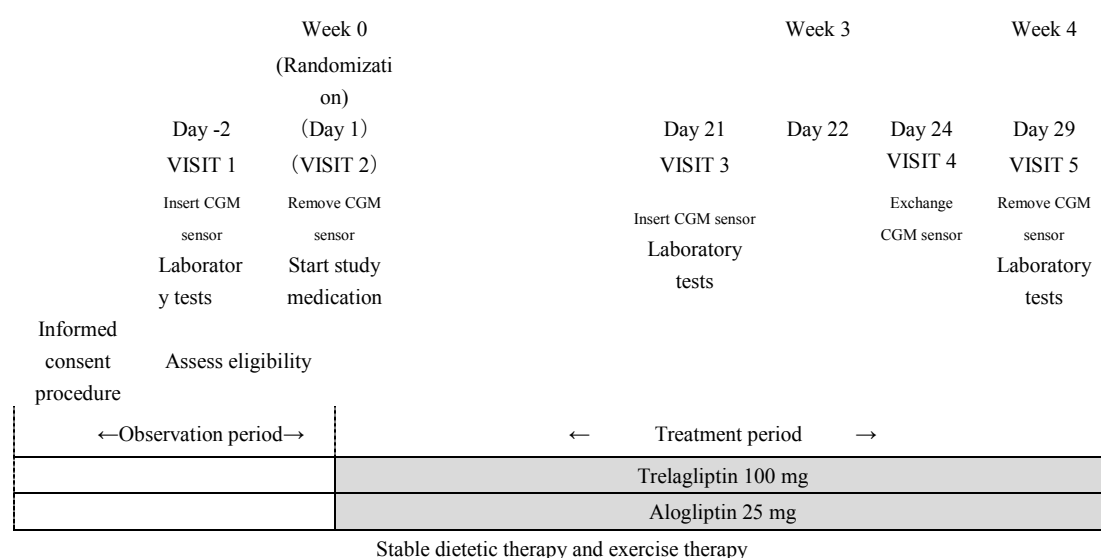 Week 0 Week 3 Week 4
(Randomizati
on)
Day -2 （Day 1） Day 21 Day 22 Day 24 Day 29
VISIT 1 （VISIT 2） VISIT 3 VISIT 4 VISIT 5
Insert CGM
sensor
Laborator
y tests
Remove CGM
sensor
Start study
medication
Insert CGM sensor
Laboratory
tests
Exchange
CGM sensor
Remove CGM
sensor
Laboratory
tests
Informed
consent
procedure
Assess eligibility
←Observation period→ ← Treatment period →
Trelagliptin 100 mg
Alogliptin 25 mg
Stable dietetic therapy and exercise therapy